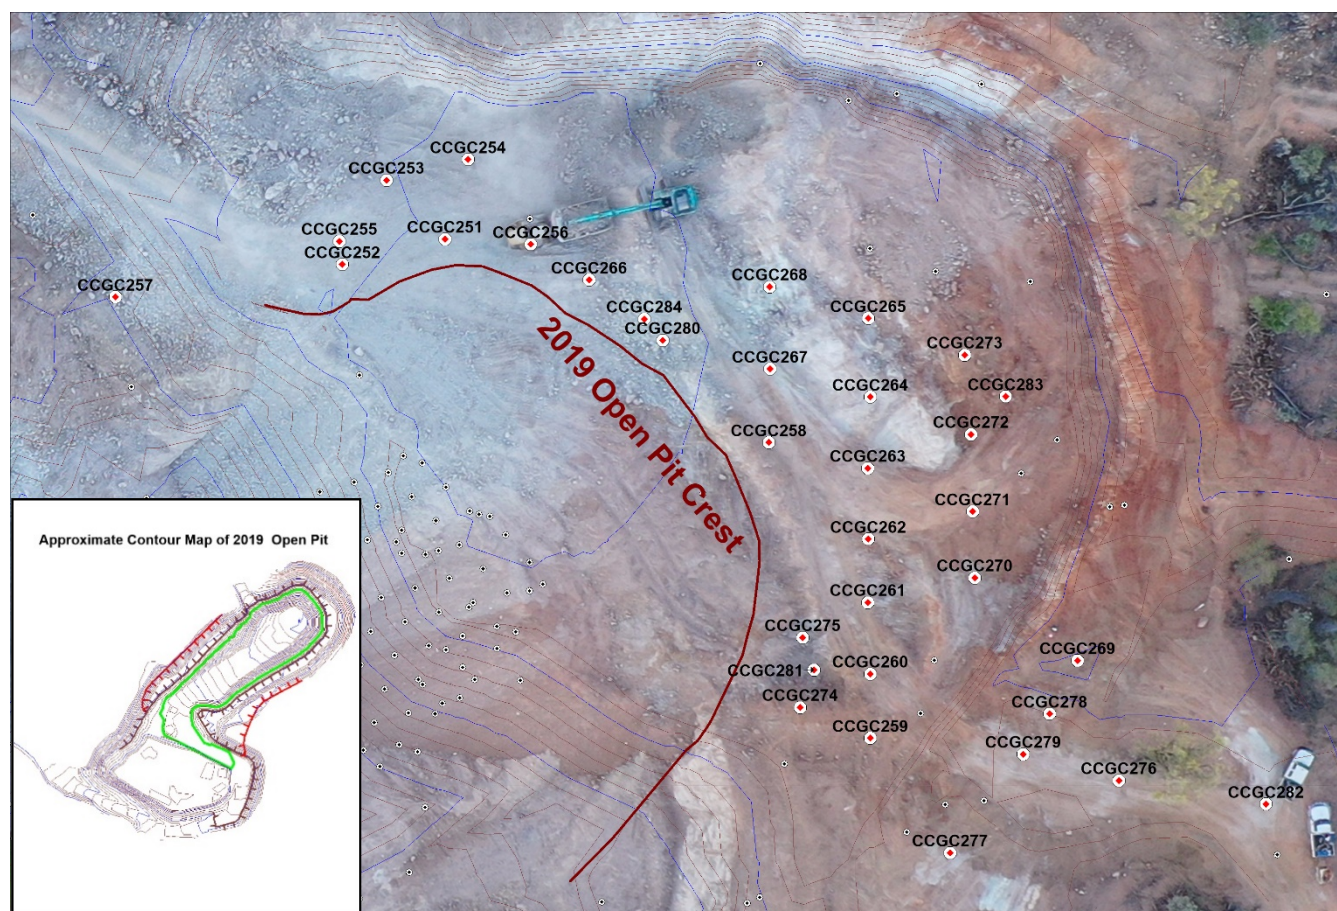 CCGC254
CCGC253
CCGC255
CCGC251
CCGC256
CCGC252
CCGC266
CCGC268
CCGC257
CCGC284
CCGC265
CCGC280
CCGC273
CCGC267
CCGC264
CCGC283
2019 Open Pit Crest
CCGC258
CCGC272
CCGC263
CCGC271
CCGC262
CCGC270
CCGC261
CCGC275
CCGC269
CCGC281
CCGC260
CCGC274
CCGC278
CCGC259
CCGC279
CCGC276
CCGC282
CCGC277
Approximate Contour Map of 2019 Open Pit